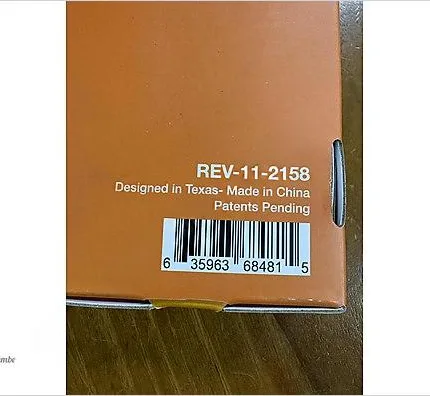 REV-11-2158
Designed in Texas- Made in China
Patents Pending
6 35963 68481 5